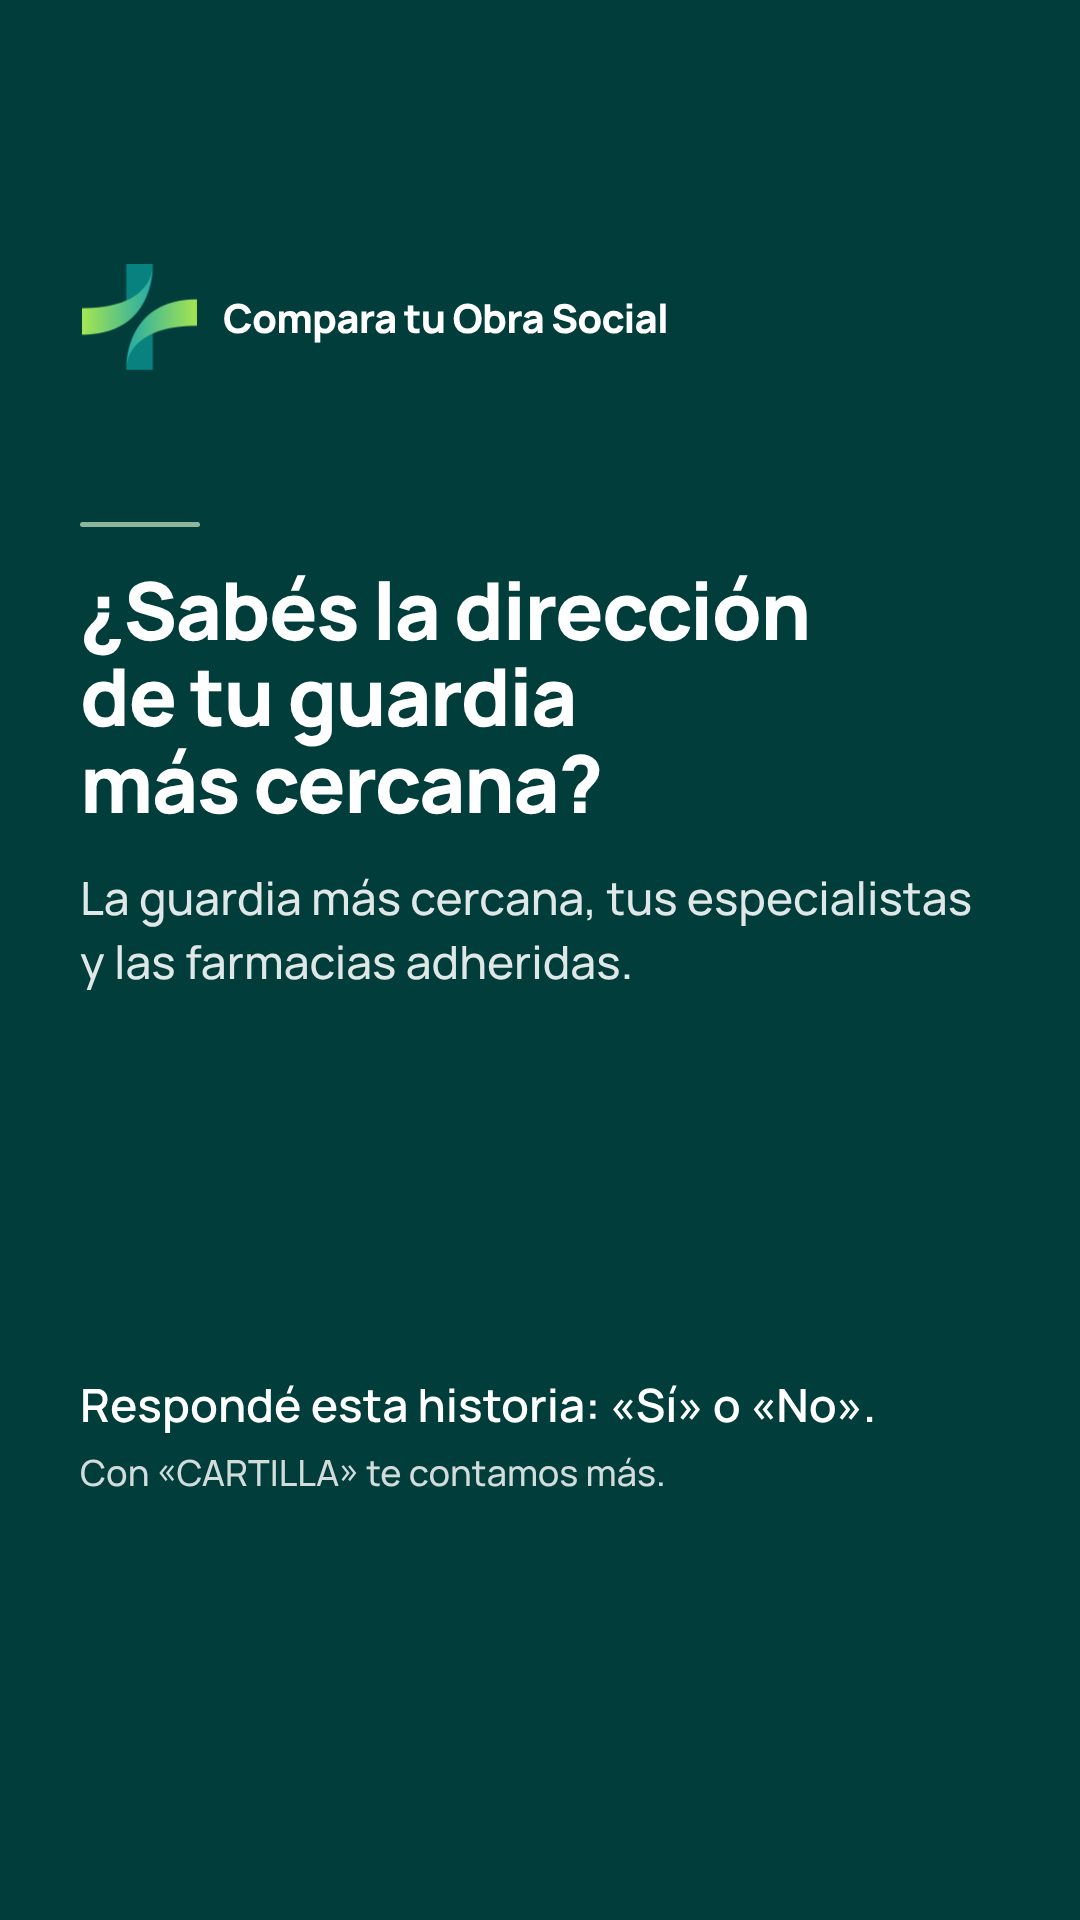 Compara tu Obra Social
¿Sabés la dirección
de tu guardia
más cercana?
La guardia más cercana, tus especialistas
y las farmacias adheridas.
Respondé esta historia: «Sí» o «No».
Con «CARTILLA» te contamos más.